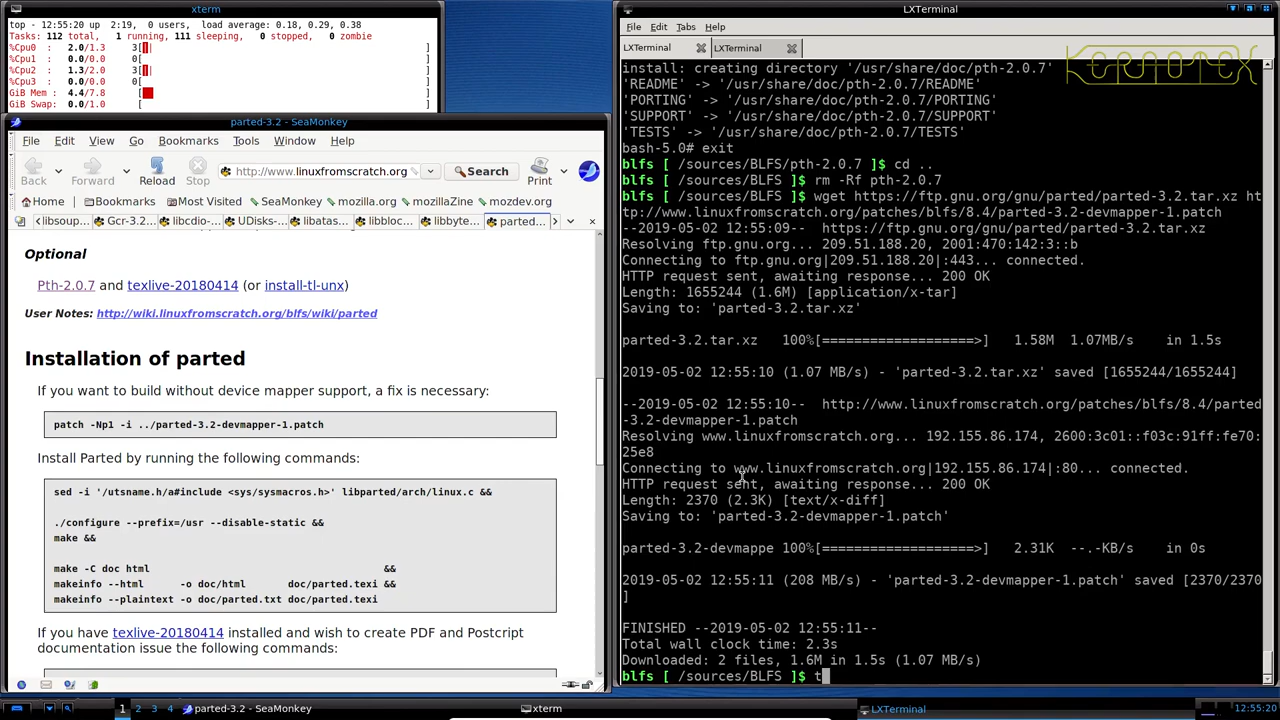 xterm
top - 12:55:20 up  2:19,  0 users,  load average: 0.18, 0.29, 0.38
Tasks: 112 total,   1 running, 111 sleeping,   0 stopped,   0 zombie
%Cpu0  :   2.0/1.3     3[||| ]
%Cpu1  :   0.0/0.0     0[ ]
%Cpu2  :   1.3/2.0     3[||| ]
%Cpu3  :   0.0/0.0     0[ ]
GiB Mem :  4.4/7.8      [ ]
GiB Swap:  0.0/1.0      [ ]
parted-3.2 - SeaMonkey
File Edit View Go Bookmarks Tools Window Help
Back Forward Reload Stop http://www.linuxfromscratch.org Search Print
Home Bookmarks SeaMonkey mozilla.org mozillaZine mozdev.org
libsoup... Gcr-3.2... libcdio-... UDisks-... libatas... libbloc... libbyte... parted...
Optional
Pth-2.0.7 and texlive-20180414 (or install-tl-unx)
User Notes: http://wiki.linuxfromscratch.org/blfs/wiki/parted
Installation of parted
If you want to build without device mapper support, a fix is necessary:
patch -Np1 -i ../parted-3.2-devmapper-1.patch
Install Parted by running the following commands:
sed -i '/utsname.h/a#include <sys/sysmacros.h>' libparted/arch/linux.c &&
./configure --prefix=/usr --disable-static &&
make &&
make -C doc html                                       &&
makeinfo --html      -o doc/html       doc/parted.texi &&
makeinfo --plaintext -o doc/parted.txt doc/parted.texi
If you have texlive-20180414 installed and wish to create PDF and Postcript
documentation issue the following commands:
LXTerminal
File Edit Tabs Help
LXTerminal LXTerminal
KERNOTEX
install: creating directory '/usr/share/doc/pth-2.0.7'
'README' -> '/usr/share/doc/pth-2.0.7/README'
'PORTING' -> '/usr/share/doc/pth-2.0.7/PORTING'
'SUPPORT' -> '/usr/share/doc/pth-2.0.7/SUPPORT'
'TESTS' -> '/usr/share/doc/pth-2.0.7/TESTS'
bash-5.0# exit
blfs [ /sources/BLFS/pth-2.0.7 ]$ cd ..
blfs [ /sources/BLFS ]$ rm -Rf pth-2.0.7
blfs [ /sources/BLFS ]$ wget https://ftp.gnu.org/gnu/parted/parted-3.2.tar.xz ht
tp://www.linuxfromscratch.org/patches/blfs/8.4/parted-3.2-devmapper-1.patch
--2019-05-02 12:55:09--  https://ftp.gnu.org/gnu/parted/parted-3.2.tar.xz
Resolving ftp.gnu.org... 209.51.188.20, 2001:470:142:3::b
Connecting to ftp.gnu.org|209.51.188.20|:443... connected.
HTTP request sent, awaiting response... 200 OK
Length: 1655244 (1.6M) [application/x-tar]
Saving to: 'parted-3.2.tar.xz'
parted-3.2.tar.xz   100%[===================>]   1.58M  1.07MB/s    in 1.5s
2019-05-02 12:55:10 (1.07 MB/s) - 'parted-3.2.tar.xz' saved [1655244/1655244]
--2019-05-02 12:55:10--  http://www.linuxfromscratch.org/patches/blfs/8.4/parted
-3.2-devmapper-1.patch
Resolving www.linuxfromscratch.org... 192.155.86.174, 2600:3c01::f03c:91ff:fe70:
25e8
Connecting to www.linuxfromscratch.org|192.155.86.174|:80... connected.
HTTP request sent, awaiting response... 200 OK
Length: 2370 (2.3K) [text/x-diff]
Saving to: 'parted-3.2-devmapper-1.patch'
parted-3.2-devmappe 100%[===================>]   2.31K  --.-KB/s    in 0s
2019-05-02 12:55:11 (208 MB/s) - 'parted-3.2-devmapper-1.patch' saved [2370/2370
]
FINISHED --2019-05-02 12:55:11--
Total wall clock time: 2.3s
Downloaded: 2 files, 1.6M in 1.5s (1.07 MB/s)
blfs [ /sources/BLFS ]$ t
1 2 3 4 parted-3.2 - SeaMonkey xterm LXTerminal 12:55:20